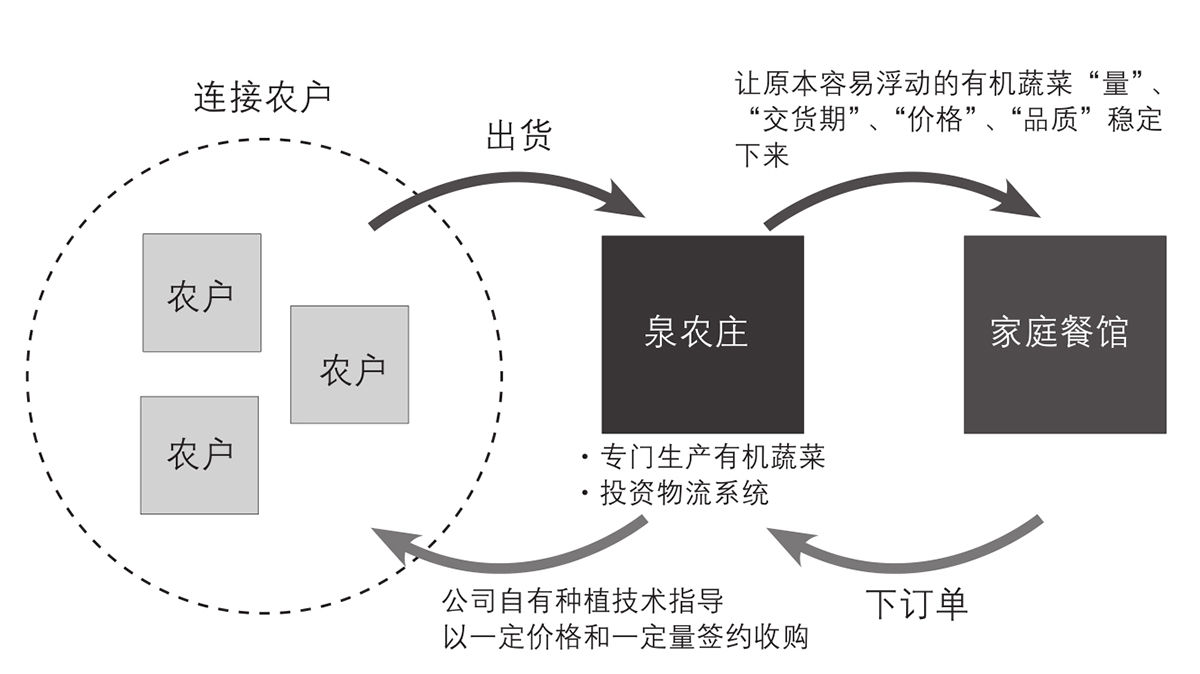 连接农户
农户
农户
农户
出货
泉农庄
·专门生产有机蔬菜
·投资物流系统
让原本容易浮动的有机蔬菜“量”、
“交货期”、“价格”、“品质”稳定
下来
家庭餐馆
公司自有种植技术指导
以一定价格和一定量签约收购
下订单